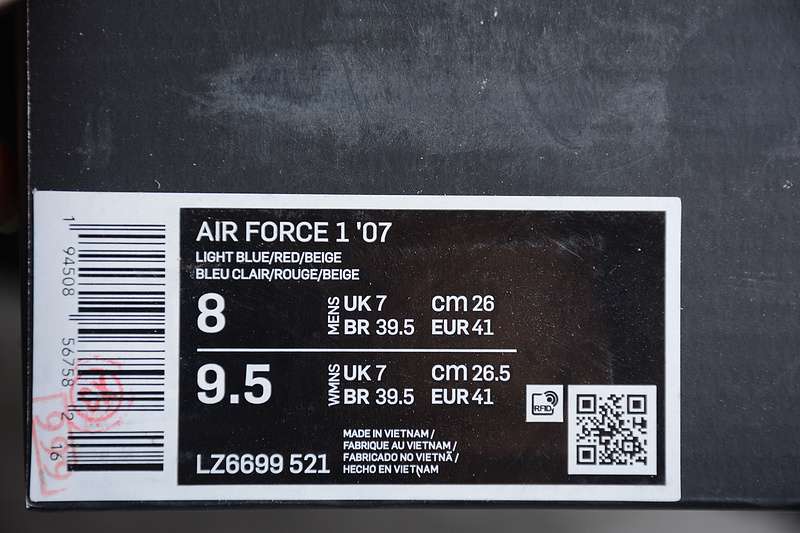 AIR FORCE 1 '07
LIGHT BLUE/RED/BEIGE
BLEU CLAIR/ROUGE/BEIGE
8
MENS
UK 7
cm 26
BR 39.5
EUR 41
9.5
WMNS
UK 7
cm 26.5
BR 39.5
EUR 41
RFID
LZ6699 521
MADE IN VIETNAM /
FABRIQUE AU VIETNAM /
FABRICADO NO VIETNÃ /
HECHO EN VIETNAM
1 94508 56758 2 16